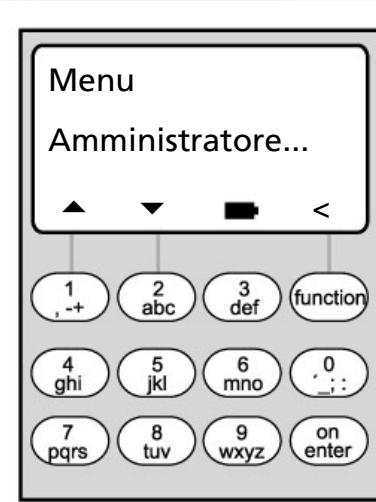 Menu
Amministratore...
<
1 2 3 function
, -+ abc def
4 5 6 0
ghi jkl mno ´_; :
7 8 9 on
pqrs tuv wxyz enter